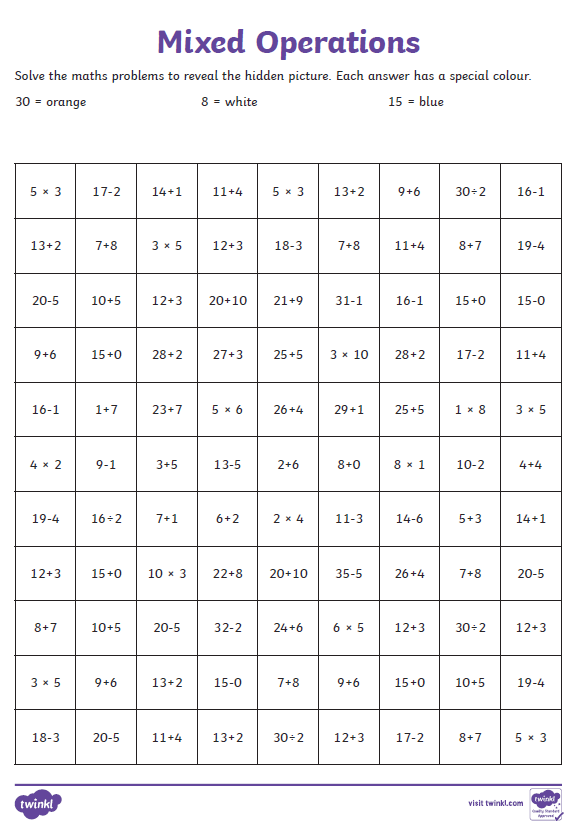 Mixed Operations
Solve the maths problems to reveal the hidden picture. Each answer has a special colour.
30 = orange 8 = white 15 = blue
5 × 3 17-2 14+1 11+4 5 × 3 13+2 9+6 30÷2 16-1
13+2 7+8 3 × 5 12+3 18-3 7+8 11+4 8+7 19-4
20-5 10+5 12+3 20+10 21+9 31-1 16-1 15+0 15-0
9+6 15+0 28+2 27+3 25+5 3 × 10 28+2 17-2 11+4
16-1 1+7 23+7 5 × 6 26+4 29+1 25+5 1 × 8 3 × 5
4 × 2 9-1 3+5 13-5 2+6 8+0 8 × 1 10-2 4+4
19-4 16÷2 7+1 6+2 2 × 4 11-3 14-6 5+3 14+1
12+3 15+0 10 × 3 22+8 20+10 35-5 26+4 7+8 20-5
8+7 10+5 20-5 32-2 24+6 6 × 5 12+3 30÷2 12+3
3 × 5 9+6 13+2 15-0 7+8 9+6 15+0 10+5 19-4
18-3 20-5 11+4 13+2 30÷2 12+3 17-2 8+7 5 × 3
twinkl visit twinkl.com twinkl
Quality Standard
Approved